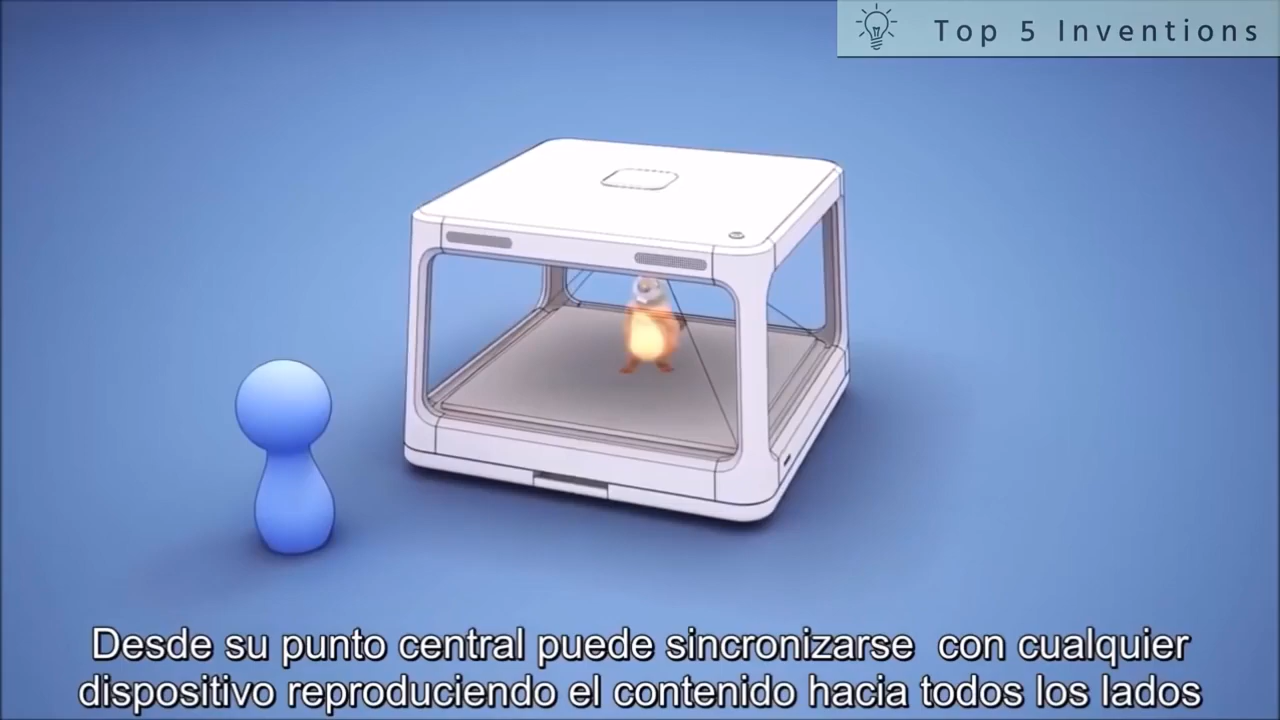 Top 5 Inventions
Desde su punto central puede sincronizarse con cualquier
dispositivo reproduciendo el contenido hacia todos los lados